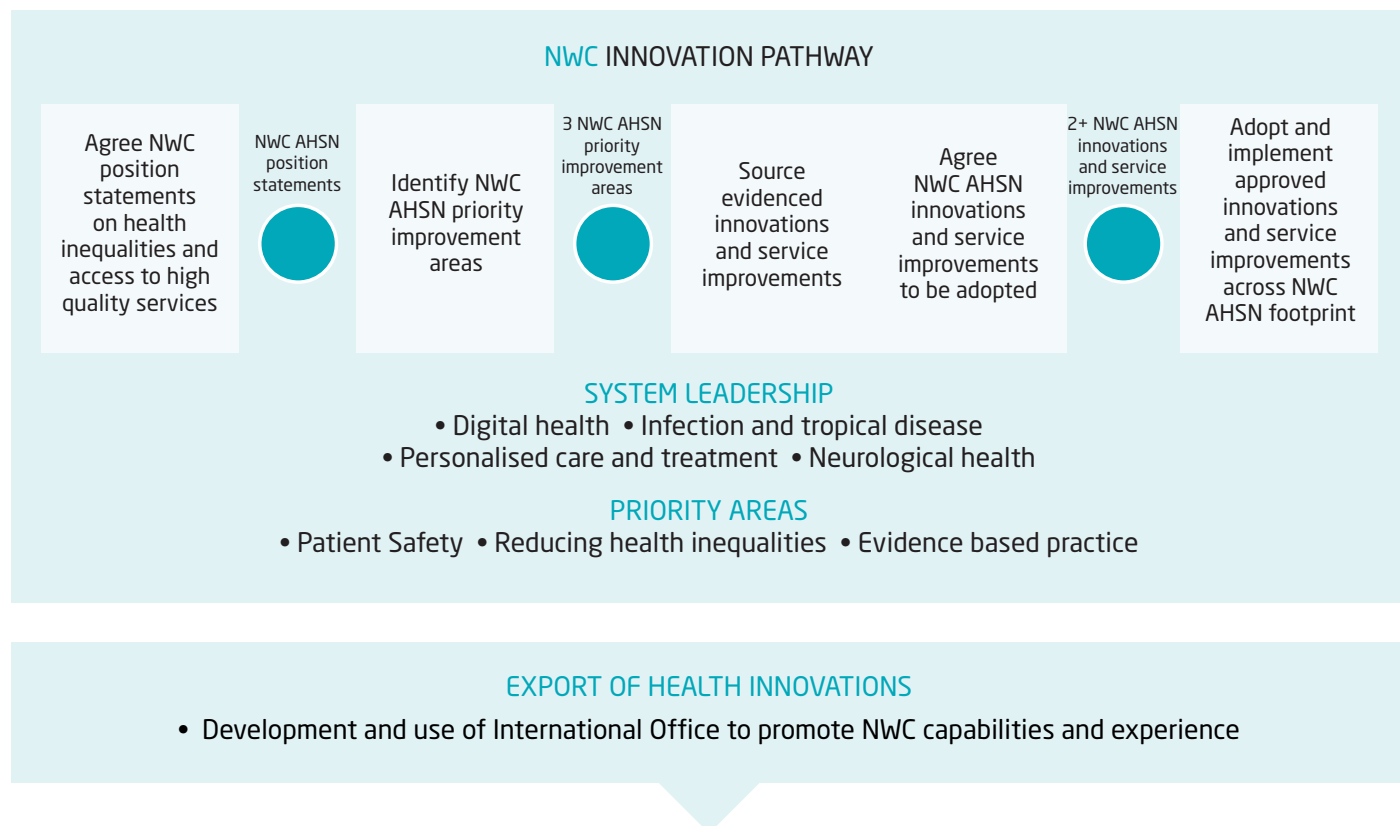 NWC INNOVATION PATHWAY
Agree NWC
position
statements
on health
inequalities and
access to high
quality services
NWC AHSN
position
statements
Identify NWC
AHSN priority
improvement
areas
3 NWC AHSN
priority
improvement
areas
Source
evidenced
innovations
and service
improvements
Agree
NWC AHSN
innovations
and service
improvements
to be adopted
2+ NWC AHSN
innovations
and service
improvements
Adopt and
implement
approved
innovations
and service
improvements
across NWC
AHSN footprint
SYSTEM LEADERSHIP
• Digital health • Infection and tropical disease
• Personalised care and treatment • Neurological health
PRIORITY AREAS
• Patient Safety • Reducing health inequalities • Evidence based practice
EXPORT OF HEALTH INNOVATIONS
• Development and use of International Office to promote NWC capabilities and experience